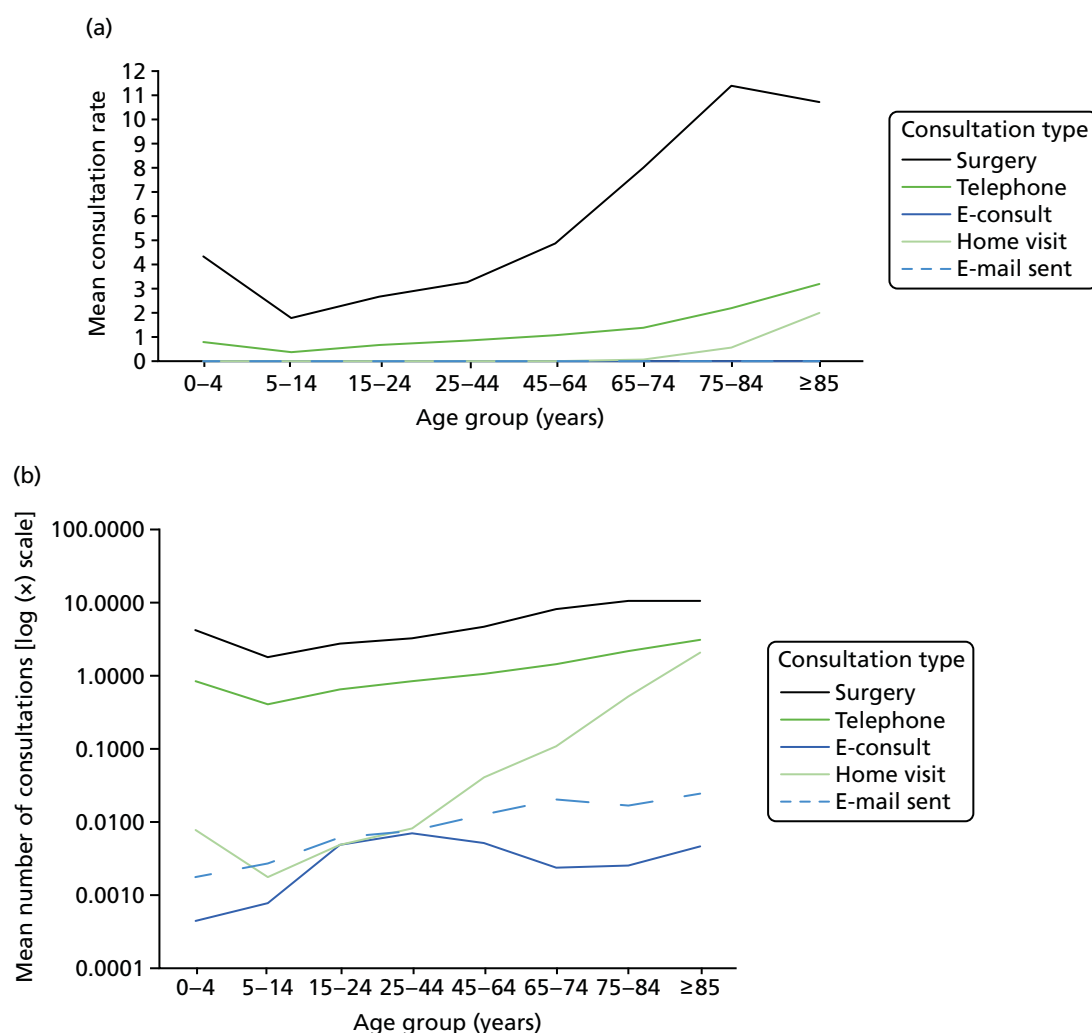 (a)
Mean consultation rate
12
11
10
9
8
7
6
5
4
3
2
1
0
0–4 5–14 15–24 25–44 45–64 65–74 75–84 ≥85
Age group (years)
Consultation type
Surgery
Telephone
E-consult
Home visit
E-mail sent
(b)
Mean number of consultations [log (×) scale]
100.0000
10.0000
1.0000
0.1000
0.0100
0.0010
0.0001
0–4 5–14 15–24 25–44 45–64 65–74 75–84 ≥85
Age group (years)
Consultation type
Surgery
Telephone
E-consult
Home visit
E-mail sent